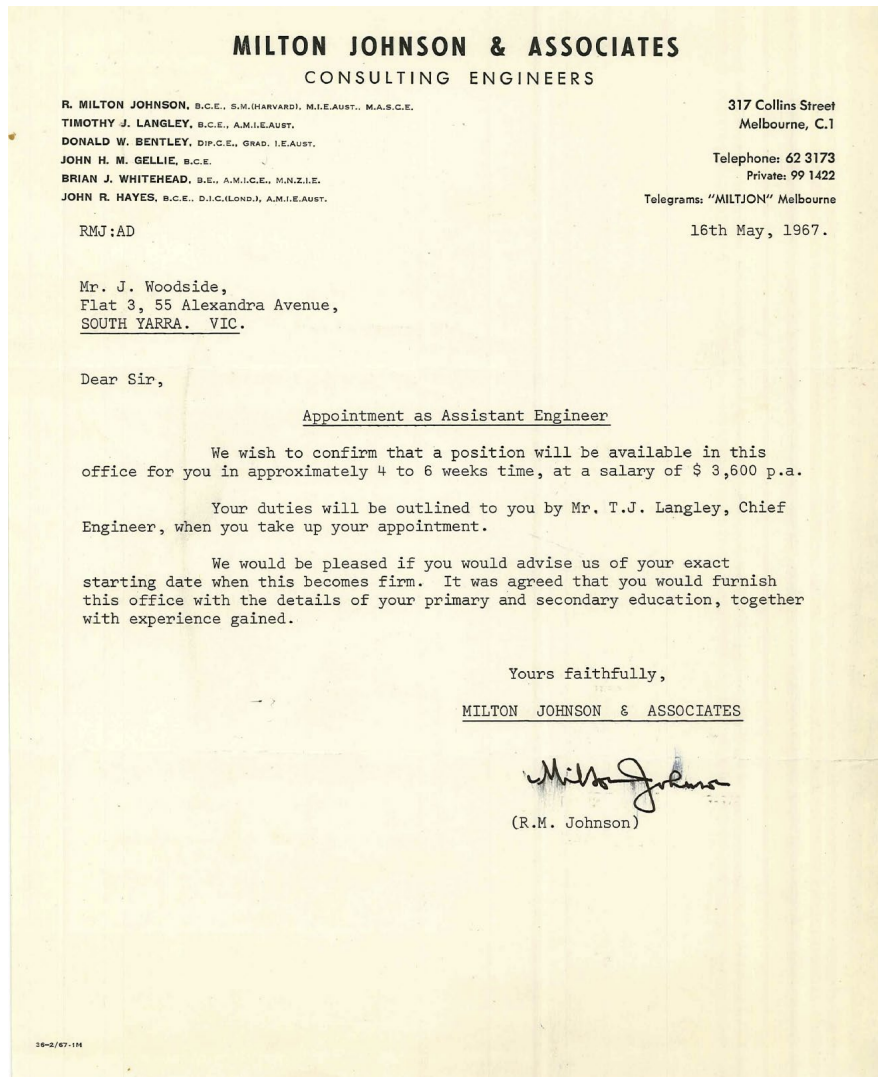 MILTON JOHNSON & ASSOCIATES
CONSULTING ENGINEERS
R. MILTON JOHNSON, B.C.E., S.M.(HARVARD), M.I.E.AUST., M.A.S.C.E.
TIMOTHY J. LANGLEY, B.C.E., A.M.I.E.AUST.
DONALD W. BENTLEY, DIP.C.E., GRAD. I.E.AUST.
JOHN H. M. GELLIE, B.C.E.
BRIAN J. WHITEHEAD, B.E., A.M.I.C.E., M.N.Z.I.E.
JOHN R. HAYES, B.C.E., D.I.C.(LOND.), A.M.I.E.AUST.
317 Collins Street
Melbourne, C.1
Telephone: 62 3173
Private: 99 1422
Telegrams: "MILTJON" Melbourne
RMJ:AD
16th May, 1967.
Mr. J. Woodside,
Flat 3, 55 Alexandra Avenue,
SOUTH YARRA. VIC.
Dear Sir,
Appointment as Assistant Engineer
We wish to confirm that a position will be available in this
office for you in approximately 4 to 6 weeks time, at a salary of $ 3,600 p.a.
Your duties will be outlined to you by Mr. T.J. Langley, Chief
Engineer, when you take up your appointment.
We would be pleased if you would advise us of your exact
starting date when this becomes firm. It was agreed that you would furnish
this office with the details of your primary and secondary education, together
with experience gained.
Yours faithfully,
MILTON JOHNSON & ASSOCIATES
Milton Johnson
(R.M. Johnson)
36-2/67-1M